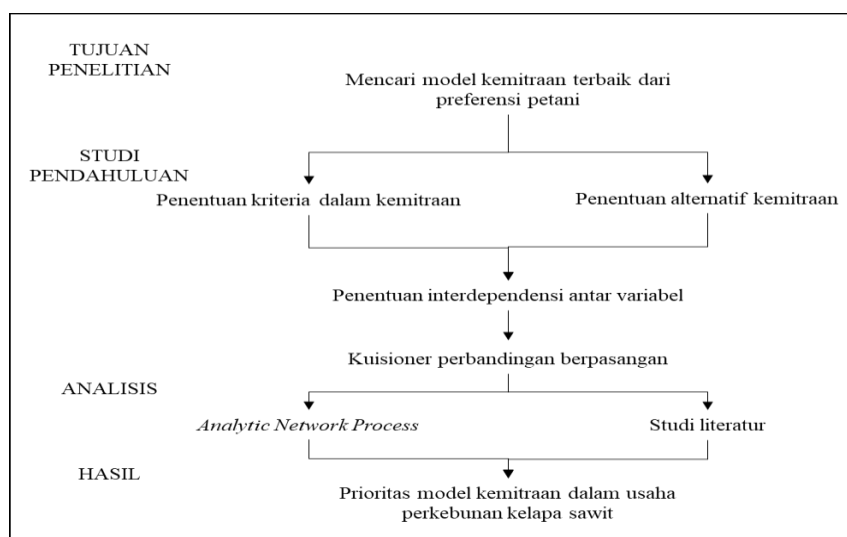 TUJUAN
PENELITIAN
Mencari model kemitraan terbaik dari
preferensi petani
STUDI
PENDAHULUAN
Penentuan kriteria dalam kemitraan
Penentuan alternatif kemitraan
Penentuan interdependensi antar variabel
Kuisioner perbandingan berpasangan
ANALISIS
Analytic Network Process
Studi literatur
HASIL
Prioritas model kemitraan dalam usaha
perkebunan kelapa sawit